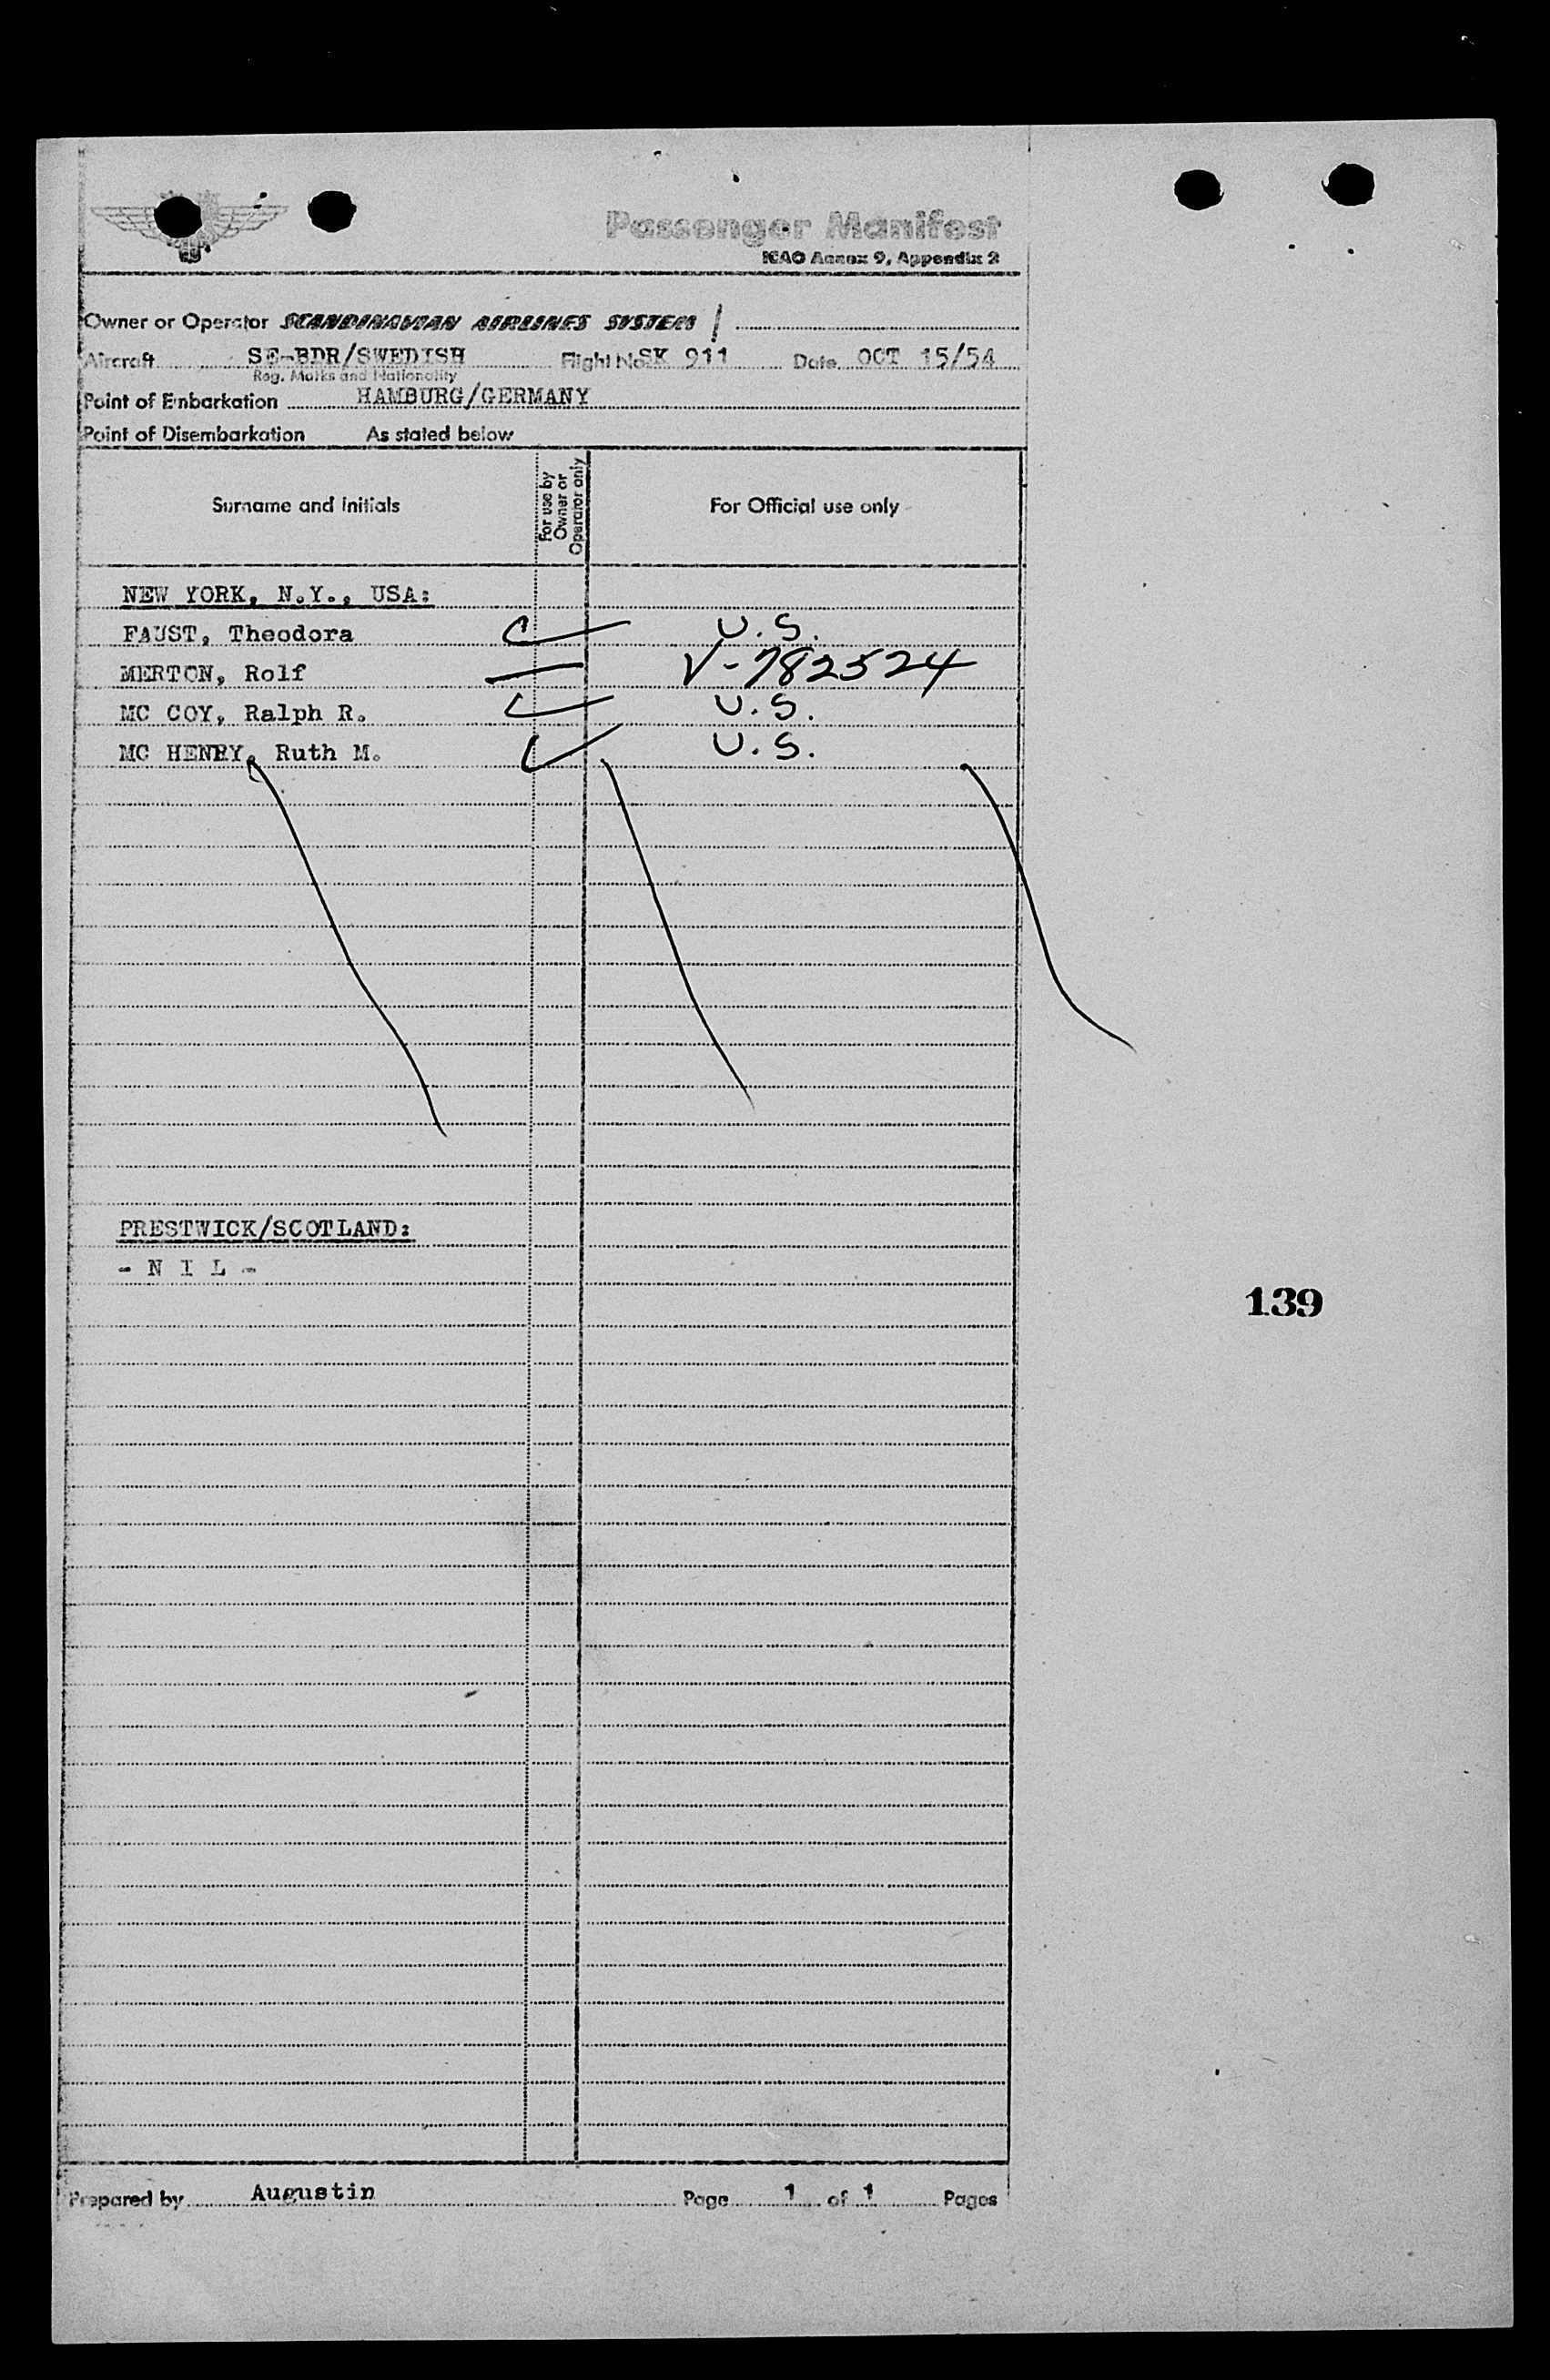 Passenger Manifest
ICAO Annex 9, Appendix 2
Owner or Operator SCANDINAVIAN AIRLINES SYSTEM /
Aircraft SE-BDR/SWEDISH Flight No. SK 911 Date OCT 15/54
Reg. Marks and Nationality
Point of Embarkation HAMBURG/GERMANY
Point of Disembarkation As stated below
Surname and initials For use by Owner or Operator only For Official use only
NEW YORK, N.Y., USA:
FAUST, Theodora U.S.
MERTON, Rolf V-782524
MC COY, Ralph R. U.S.
MC HENRY, Ruth M. U.S.
PRESTWICK/SCOTLAND:
- N I L -
139
Prepared by Augustin Page 1 of 1 Pages